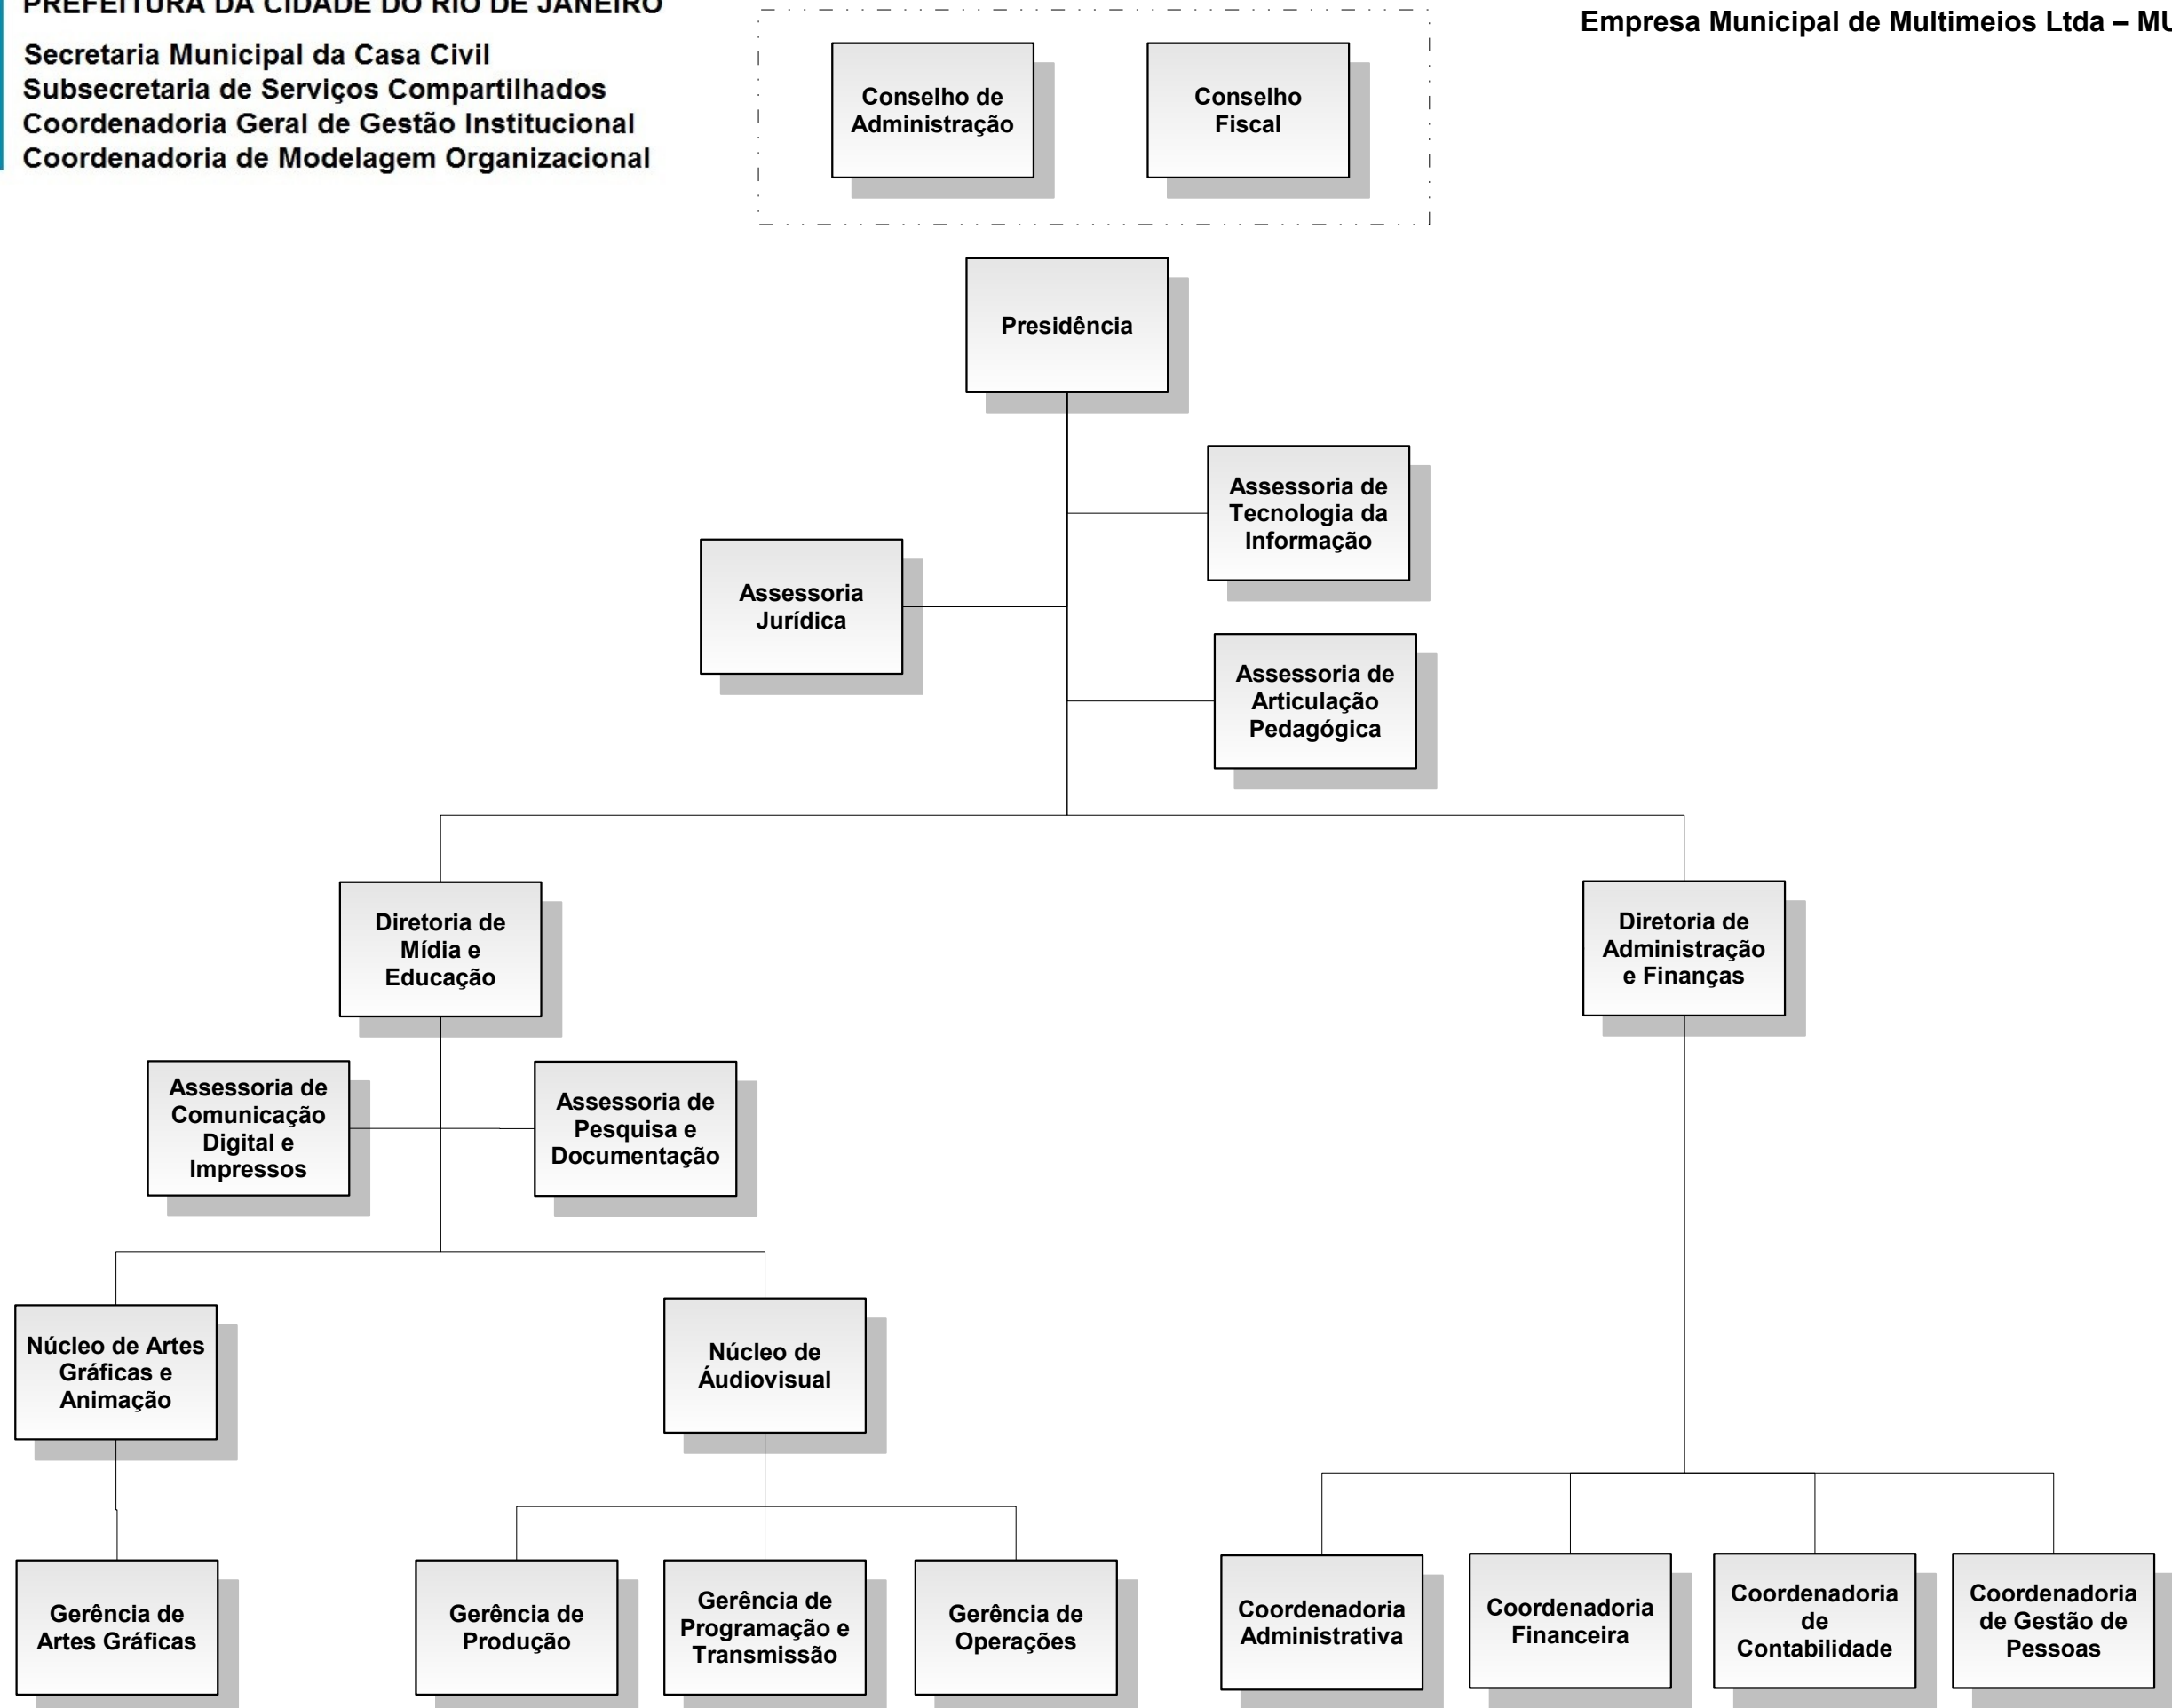 PREFEITURA DA CIDADE DO RIO DE JANEIRO
Secretaria Municipal da Casa Civil
Subsecretaria de Serviços Compartilhados
Coordenadoria Geral de Gestão Institucional
Coordenadoria de Modelagem Organizacional
Empresa Municipal de Multimeios Ltda – MU
Conselho de
Administração
Conselho
Fiscal
Presidência
Assessoria de
Tecnologia da
Informação
Assessoria
Jurídica
Assessoria de
Articulação
Pedagógica
Diretoria de
Mídia e
Educação
Diretoria de
Administração
e Finanças
Assessoria de
Comunicação
Digital e
Impressos
Assessoria de
Pesquisa e
Documentação
Núcleo de Artes
Gráficas e
Animação
Núcleo de
Áudiovisual
Gerência de
Artes Gráficas
Gerência de
Produção
Gerência de
Programação e
Transmissão
Gerência de
Operações
Coordenadoria
Administrativa
Coordenadoria
Financeira
Coordenadoria
de
Contabilidade
Coordenadoria
de Gestão de
Pessoas